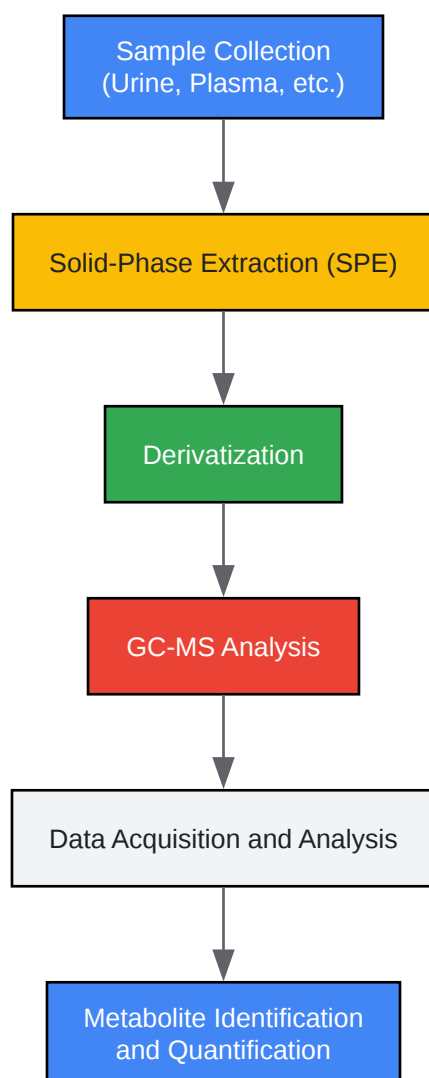 Sample Collection
(Urine, Plasma, etc.)
Solid-Phase Extraction (SPE)
Derivatization
GC-MS Analysis
Data Acquisition and Analysis
Metabolite Identification
and Quantification